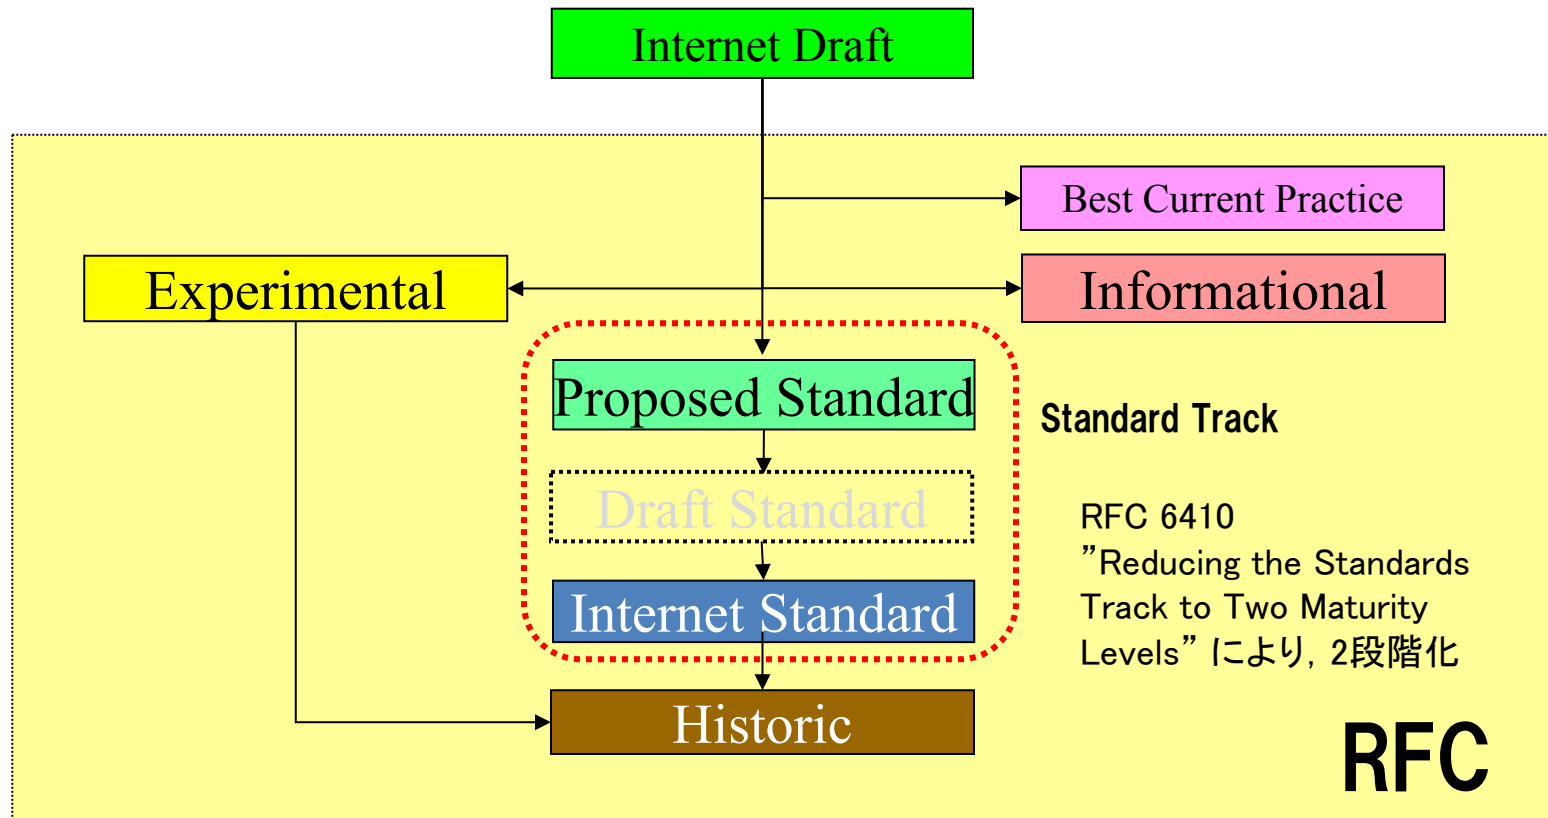 Internet Draft
Best Current Practice
Experimental
Informational
Proposed Standard
Standard Track
Draft Standard
RFC 6410
”Reducing the Standards
Track to Two Maturity
Levels” により, 2段階化
Internet Standard
Historic
RFC